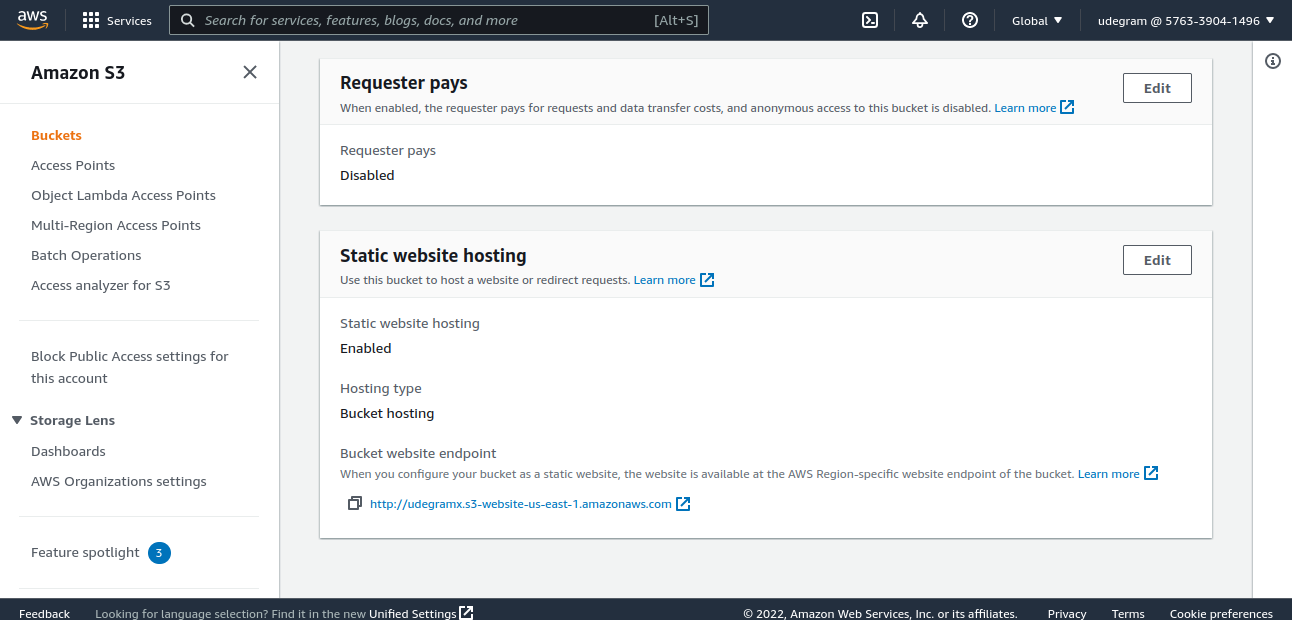 aws
Services
Search for services, features, blogs, docs, and more [Alt+S]
Global
udegram @ 5763-3904-1496
Amazon S3
Buckets
Access Points
Object Lambda Access Points
Multi-Region Access Points
Batch Operations
Access analyzer for S3
Block Public Access settings for
this account
Storage Lens
Dashboards
AWS Organizations settings
Feature spotlight 3
Requester pays
Edit
When enabled, the requester pays for requests and data transfer costs, and anonymous access to this bucket is disabled. Learn more
Requester pays
Disabled
Static website hosting
Edit
Use this bucket to host a website or redirect requests. Learn more
Static website hosting
Enabled
Hosting type
Bucket hosting
Bucket website endpoint
When you configure your bucket as a static website, the website is available at the AWS Region-specific website endpoint of the bucket. Learn more
http://udegramx.s3-website-us-east-1.amazonaws.com
Feedback
Looking for language selection? Find it in the new Unified Settings
© 2022, Amazon Web Services, Inc. or its affiliates.
Privacy
Terms
Cookie preferences